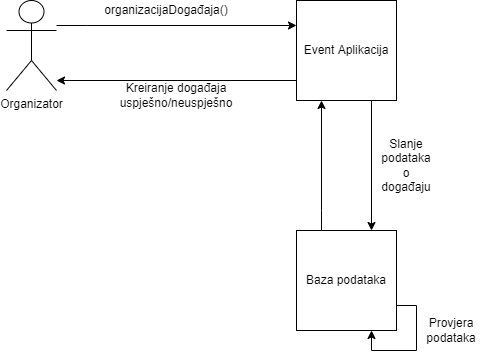 organizacijaDogađaja()
Event Aplikacija
Organizator
Kreiranje događaja
uspješno/neuspješno
Slanje
podataka
o
događaju
Baza podataka
Provjera
podataka